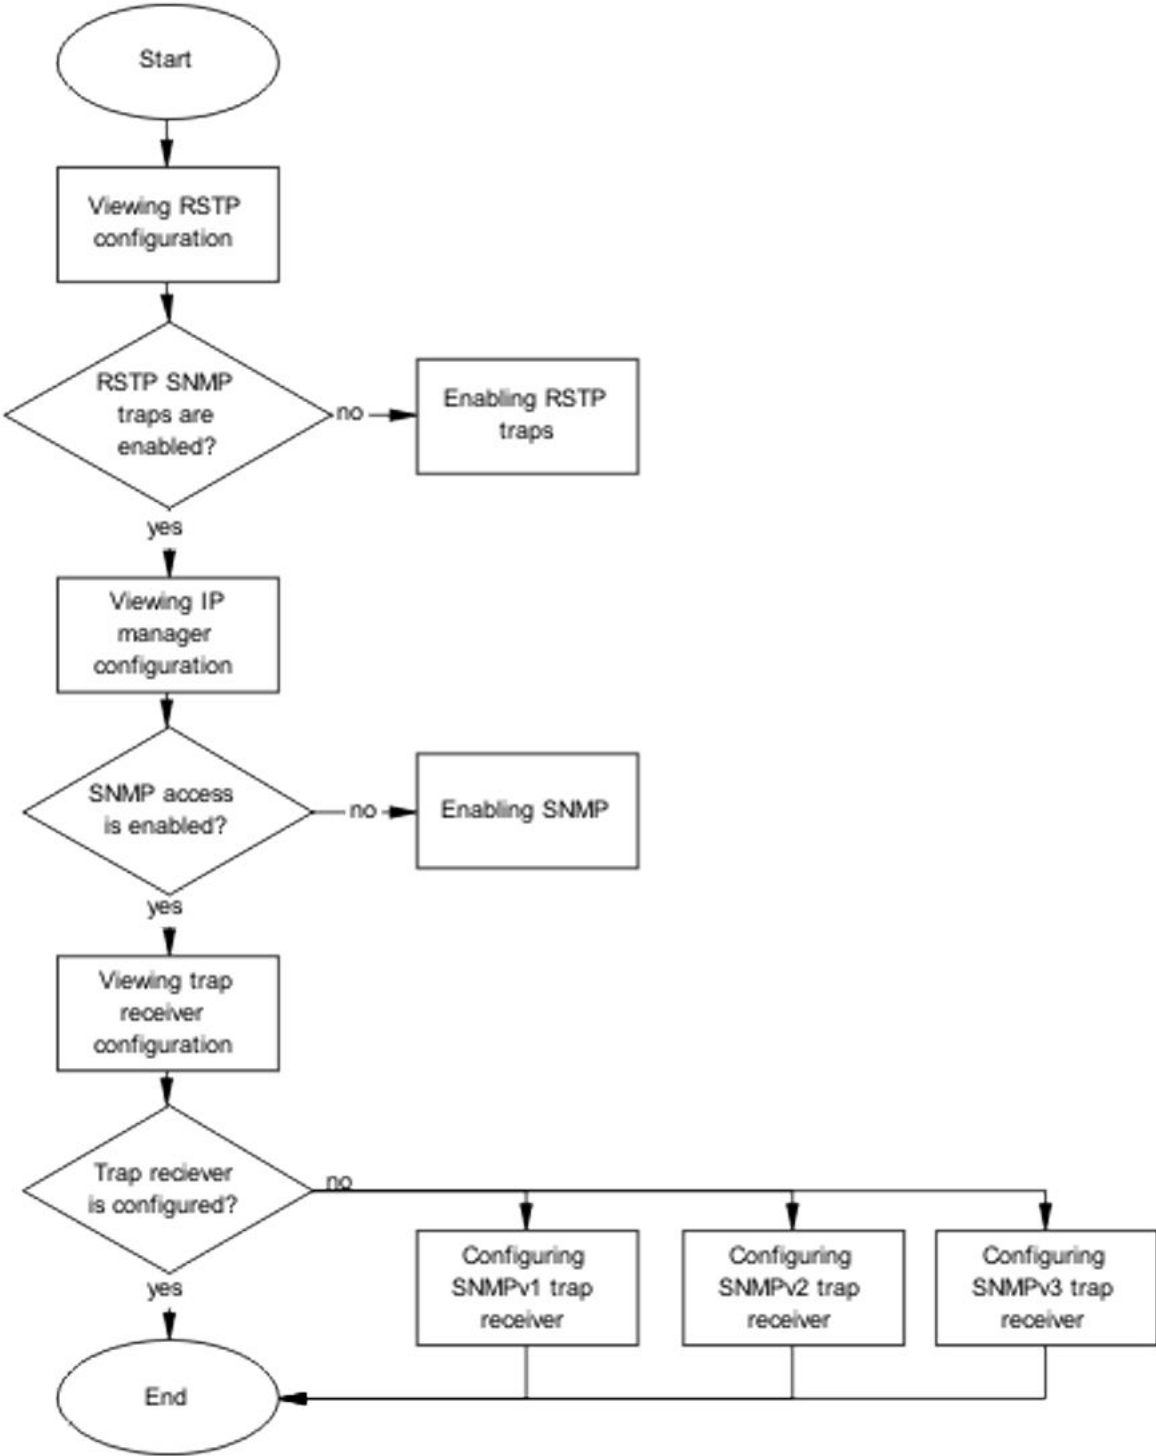 Start
Viewing RSTP
configuration
RSTP SNMP
traps are
enabled?
no
Enabling RSTP
traps
yes
Viewing IP
manager
configuration
SNMP access
is enabled?
no
Enabling SNMP
yes
Viewing trap
receiver
configuration
Trap reciever
is configured?
no
Configuring
SNMPv1 trap
receiver
Configuring
SNMPv2 trap
receiver
Configuring
SNMPv3 trap
receiver
yes
End